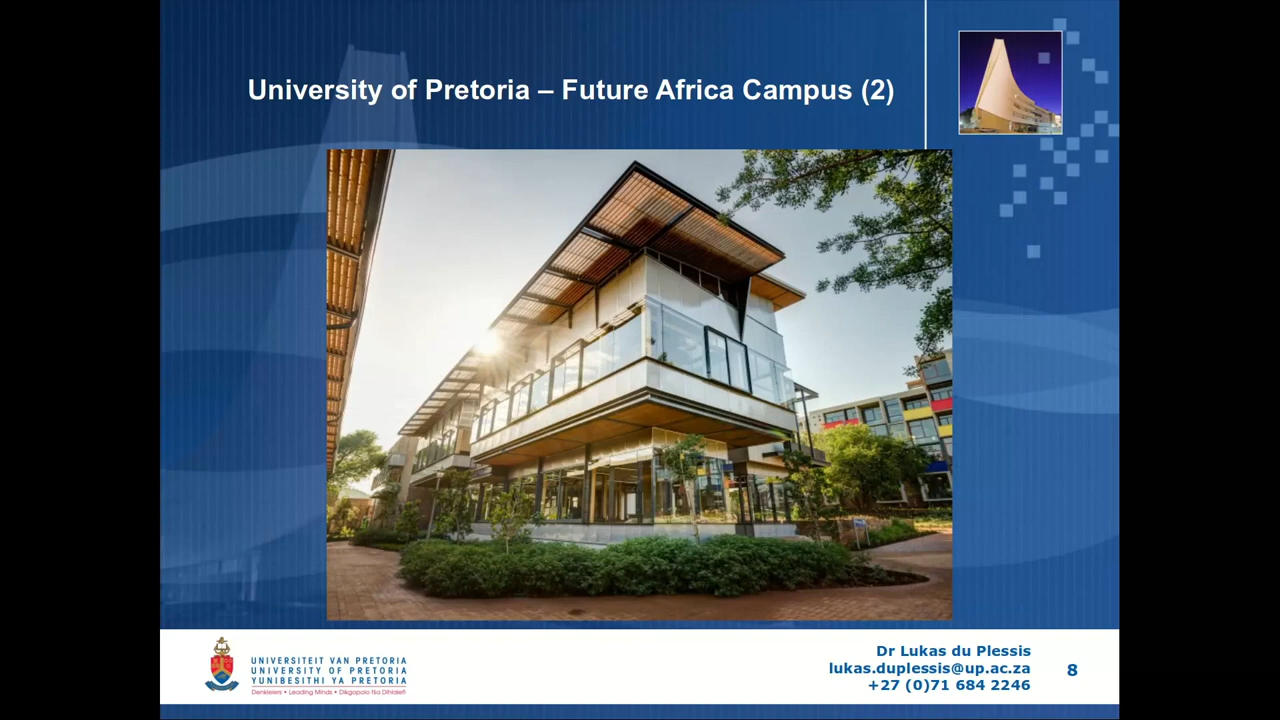 University of Pretoria – Future Africa Campus (2)
UNIVERSITEIT VAN PRETORIA
UNIVERSITY OF PRETORIA
YUNIBESITHI YA PRETORIA
Denkleiers • Leading Minds • Dikgopolo tša Dihlalefi
Dr Lukas du Plessis
lukas.duplessis@up.ac.za
+27 (0)71 684 2246
8